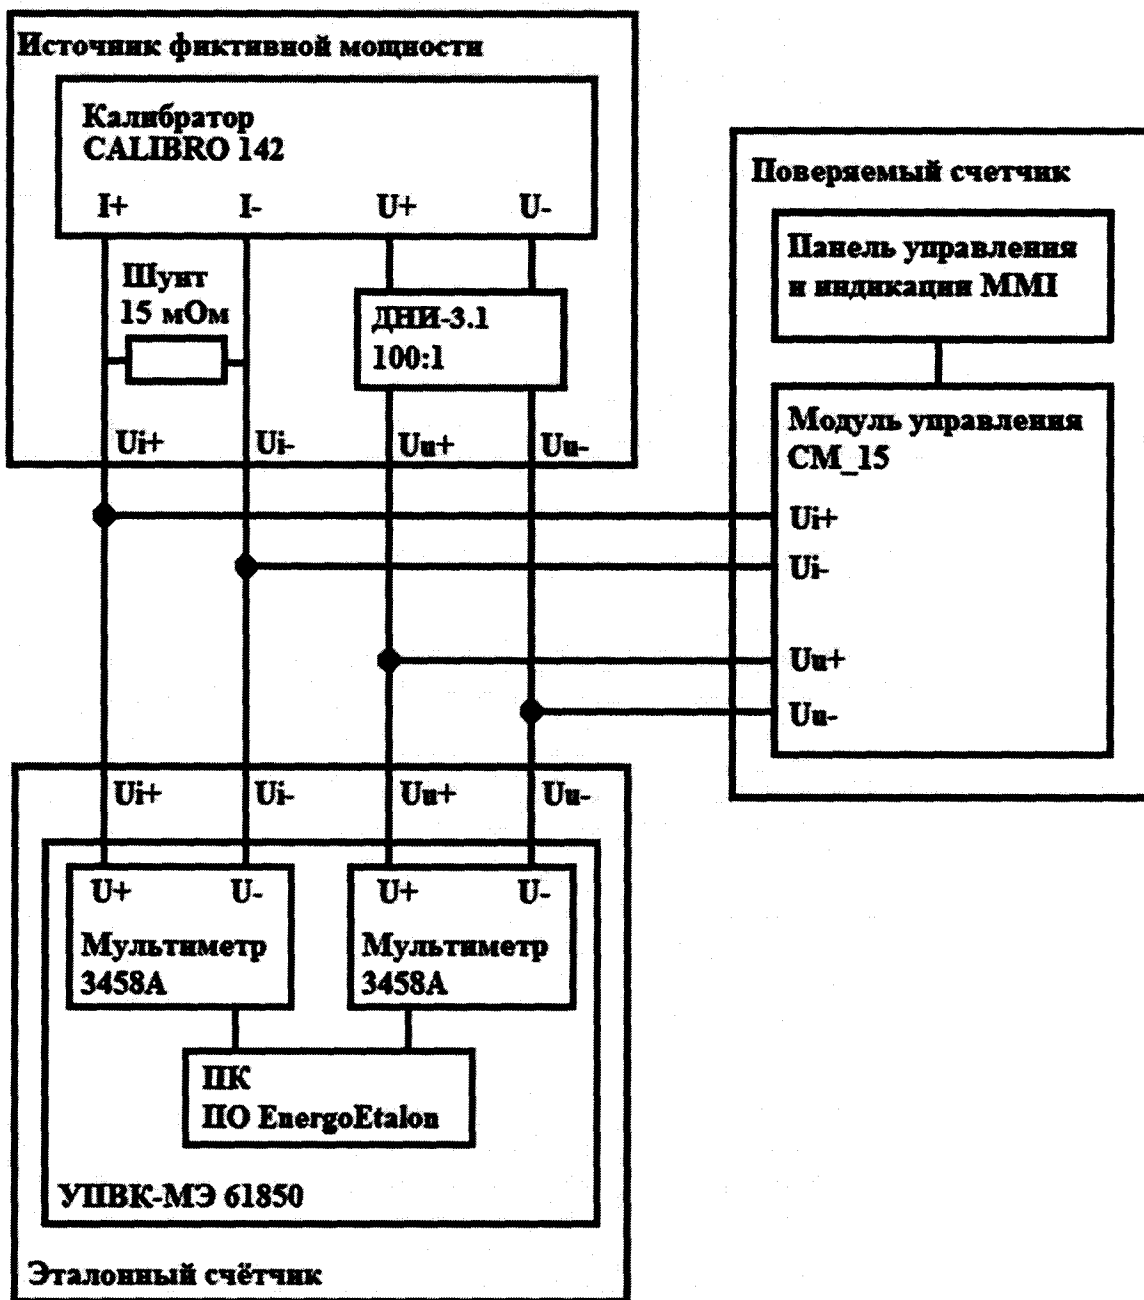 Источник фиктивной мощности
Калибратор
CALIBRO 142
I+ I- U+ U-
Шунт
15 мОм
ДНИ-3.1
100:1
Ui+ Ui- Uu+ Uu-
Поверяемый счетчик
Панель управления
и индикации MMI
Модуль управления
CM_15
Ui+
Ui-
Uu+
Uu-
Ui+ Ui- Uu+ Uu-
U+ U-
Мультиметр
3458A
U+ U-
Мультиметр
3458A
ПК
ПО EnergoEtalon
УПВК-МЭ 61850
Эталонный счётчик